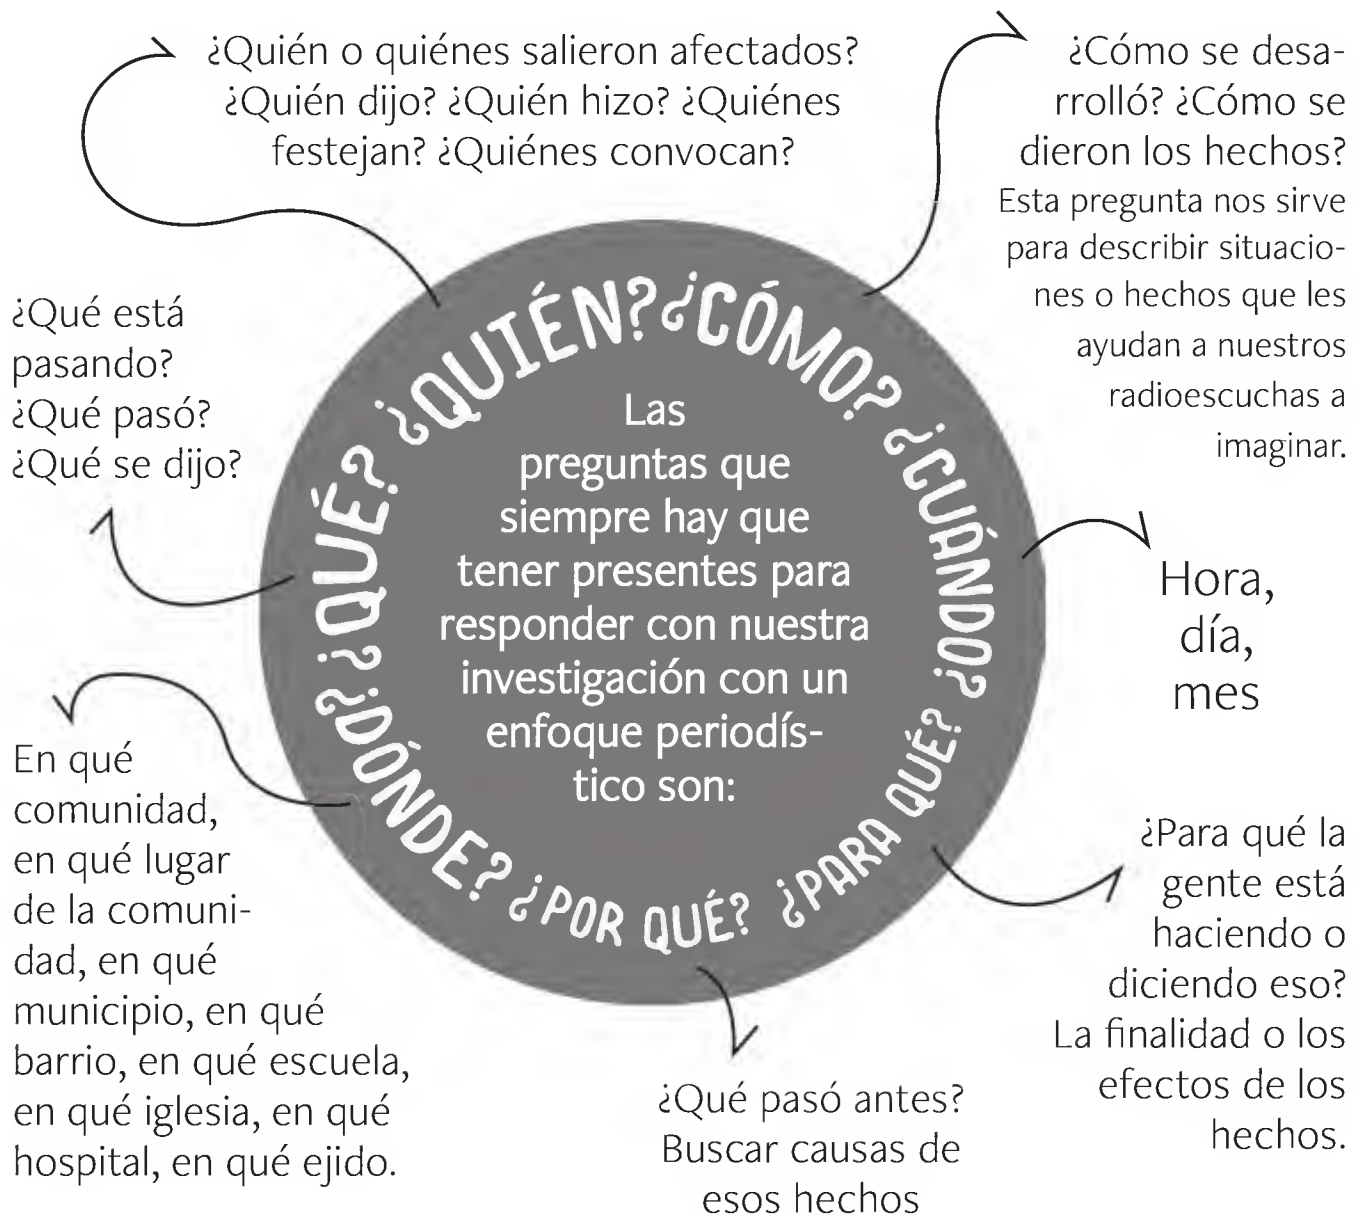 ¿Quién o quiénes salieron afectados?
¿Quién dijo? ¿Quién hizo? ¿Quiénes
festejan? ¿Quiénes convocan?
¿Cómo se desa-
rrolló? ¿Cómo se
dieron los hechos?
Esta pregunta nos sirve
para describir situacio-
nes o hechos que les
ayudan a nuestros
radioescuchas a
imaginar.
¿Qué está
pasando?
¿Qué pasó?
¿Qué se dijo?
¿QUÉ? ¿QUIÉN? ¿CÓMO? ¿CUÁNDO? ¿PARA QUÉ? ¿POR QUÉ? ¿DÓNDE?
Las
preguntas que
siempre hay que
tener presentes para
responder con nuestra
investigación con un
enfoque periodís-
tico son:
Hora,
día,
mes
En qué
comunidad,
en qué lugar
de la comuni-
dad, en qué
municipio, en qué
barrio, en qué escuela,
en qué iglesia, en qué
hospital, en qué ejido.
¿Para qué la
gente está
haciendo o
diciendo eso?
La finalidad o los
efectos de los
hechos.
¿Qué pasó antes?
Buscar causas de
esos hechos